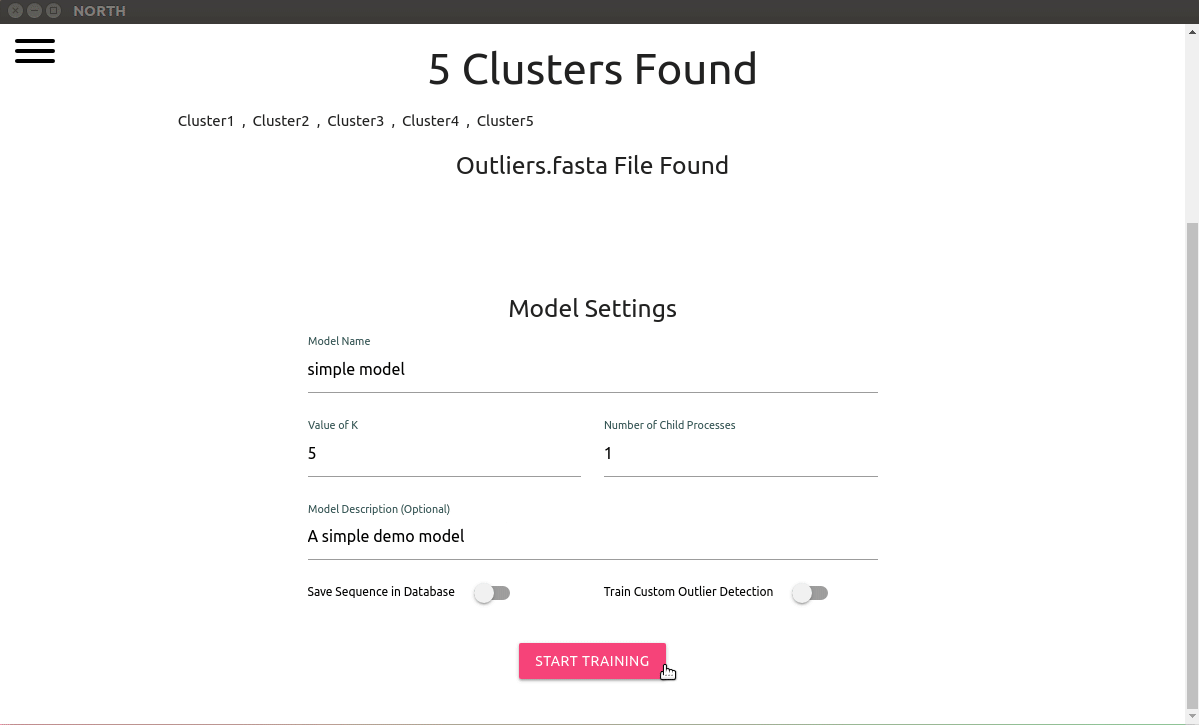 NORTH
5 Clusters Found
Cluster1 , Cluster2 , Cluster3 , Cluster4 , Cluster5
Outliers.fasta File Found
Model Settings
Model Name
simple model
Value of K Number of Child Processes
5 1
Model Description (Optional)
A simple demo model
Save Sequence in Database Train Custom Outlier Detection
START TRAINING